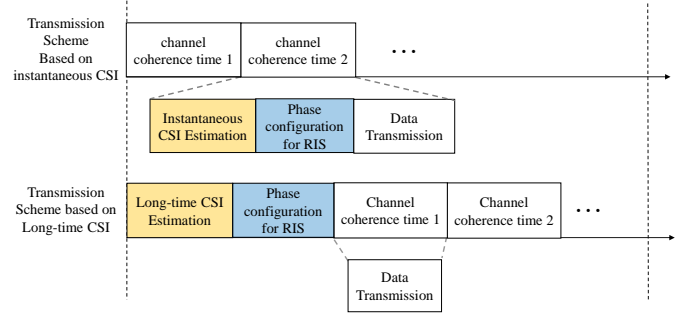 Transmission
Scheme
Based on
instantaneous CSI
channel
coherence time 1
channel
coherence time 2
...
Instantaneous
CSI Estimation
Phase
configuration
for RIS
Data
Transmission
Transmission
Scheme based on
Long-time CSI
Long-time CSI
Estimation
Phase
configuration
for RIS
Channel
coherence time 1
Channel
coherence time 2
...
Data
Transmission